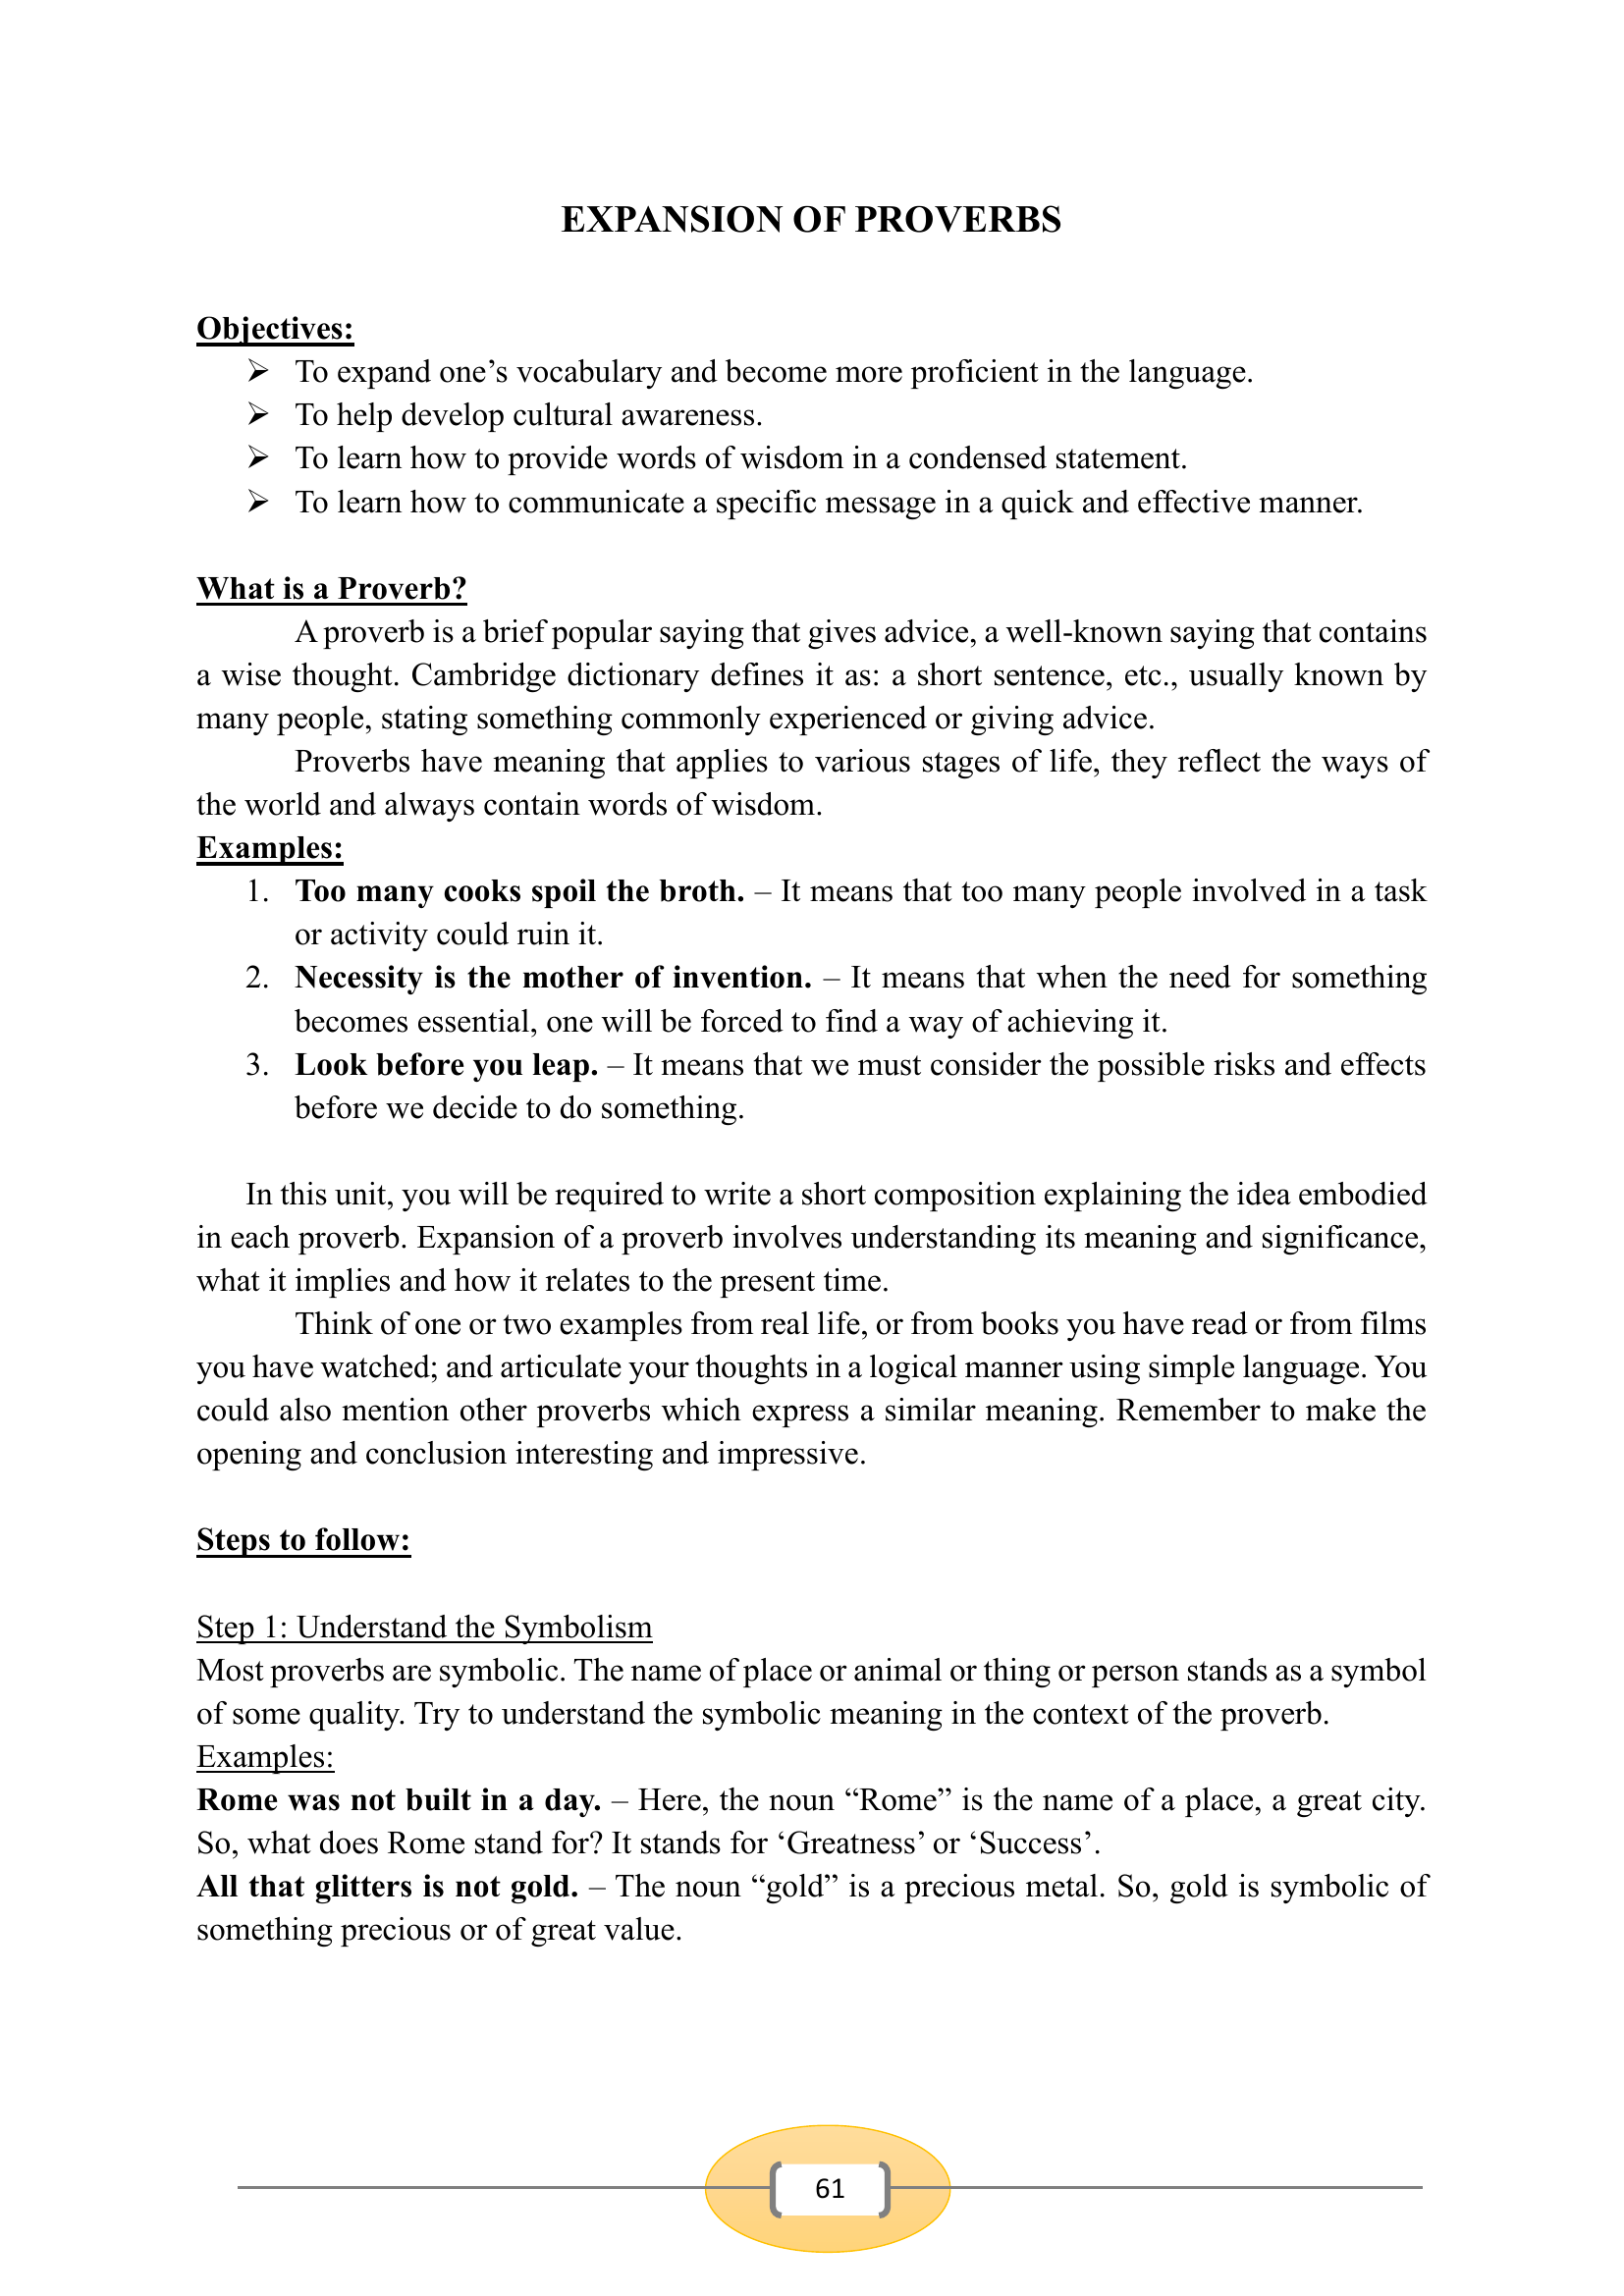 EXPANSION OF PROVERBS
Objectives:
➢ To expand one’s vocabulary and become more proficient in the language.
➢ To help develop cultural awareness.
➢ To learn how to provide words of wisdom in a condensed statement.
➢ To learn how to communicate a specific message in a quick and effective manner.
What is a Proverb?
A proverb is a brief popular saying that gives advice, a well-known saying that contains
a wise thought. Cambridge dictionary defines it as: a short sentence, etc., usually known by
many people, stating something commonly experienced or giving advice.
Proverbs have meaning that applies to various stages of life, they reflect the ways of
the world and always contain words of wisdom.
Examples:
1. Too many cooks spoil the broth. – It means that too many people involved in a task
or activity could ruin it.
2. Necessity is the mother of invention. – It means that when the need for something
becomes essential, one will be forced to find a way of achieving it.
3. Look before you leap. – It means that we must consider the possible risks and effects
before we decide to do something.
In this unit, you will be required to write a short composition explaining the idea embodied
in each proverb. Expansion of a proverb involves understanding its meaning and significance,
what it implies and how it relates to the present time.
Think of one or two examples from real life, or from books you have read or from films
you have watched; and articulate your thoughts in a logical manner using simple language. You
could also mention other proverbs which express a similar meaning. Remember to make the
opening and conclusion interesting and impressive.
Steps to follow:
Step 1: Understand the Symbolism
Most proverbs are symbolic. The name of place or animal or thing or person stands as a symbol
of some quality. Try to understand the symbolic meaning in the context of the proverb.
Examples:
Rome was not built in a day. – Here, the noun “Rome” is the name of a place, a great city.
So, what does Rome stand for? It stands for ‘Greatness’ or ‘Success’.
All that glitters is not gold. – The noun “gold” is a precious metal. So, gold is symbolic of
something precious or of great value.
61